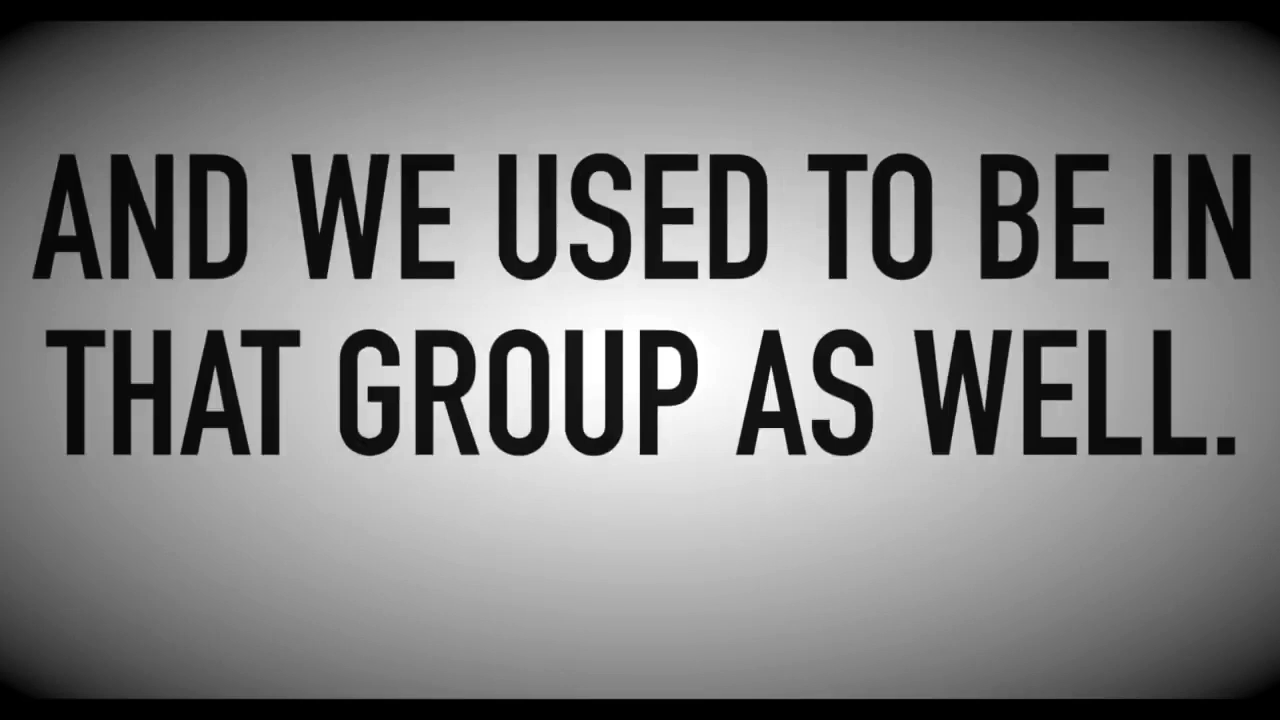 AND WE USED TO BE IN
THAT GROUP AS WELL.